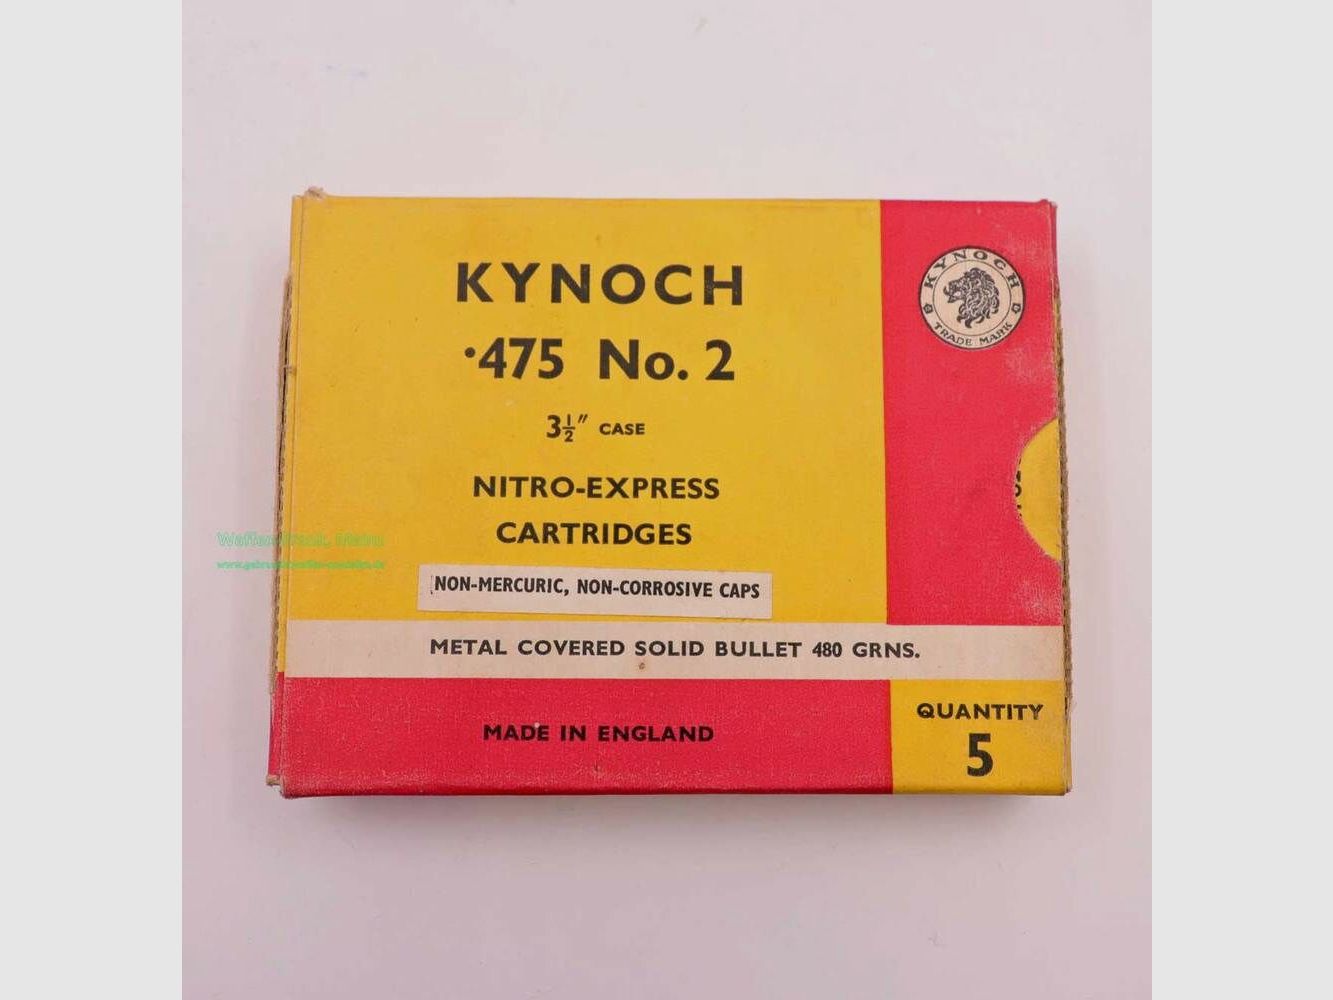 KYNOCH
KYNOCH
TRADE MARK
·475 No. 2
3½" CASE
NITRO-EXPRESS
CARTRIDGES
NON-MERCURIC, NON-CORROSIVE CAPS
METAL COVERED SOLID BULLET 480 GRNS.
MADE IN ENGLAND
QUANTITY
5